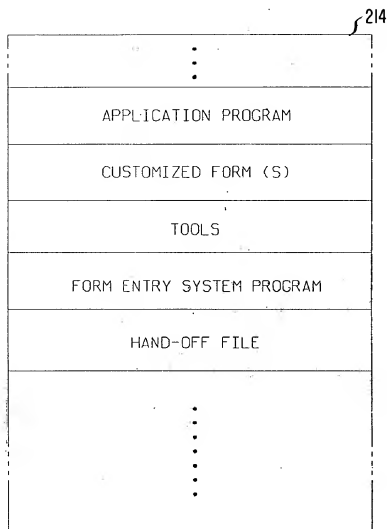 214
APPLICATION PROGRAM
CUSTOMIZED FORM (S)
TOOLS
FORM ENTRY SYSTEM PROGRAM
HAND-OFF FILE